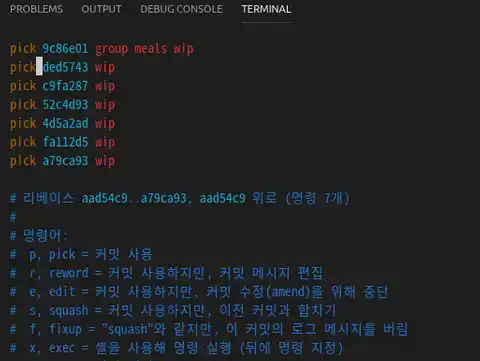 PROBLEMS OUTPUT DEBUG CONSOLE TERMINAL
pick 9c86e01 group meals wip
pick ded5743 wip
pick c9fa287 wip
pick 52c4d93 wip
pick 4d5a2ad wip
pick fa112d5 wip
pick a79ca93 wip
# 리베이스 aad54c9..a79ca93, aad54c9 위로 (명령 7개)
#
# 명령어:
# p, pick = 커밋 사용
# r, reword = 커밋 사용하지만, 커밋 메시지 편집
# e, edit = 커밋 사용하지만, 커밋 수정(amend)을 위해 중단
# s, squash = 커밋 사용하지만, 이전 커밋과 합치기
# f, fixup = "squash"와 같지만, 이 커밋의 로그 메시지를 버림
# x, exec = 셸을 사용해 명령 실행 (뒤에 명령 지정)